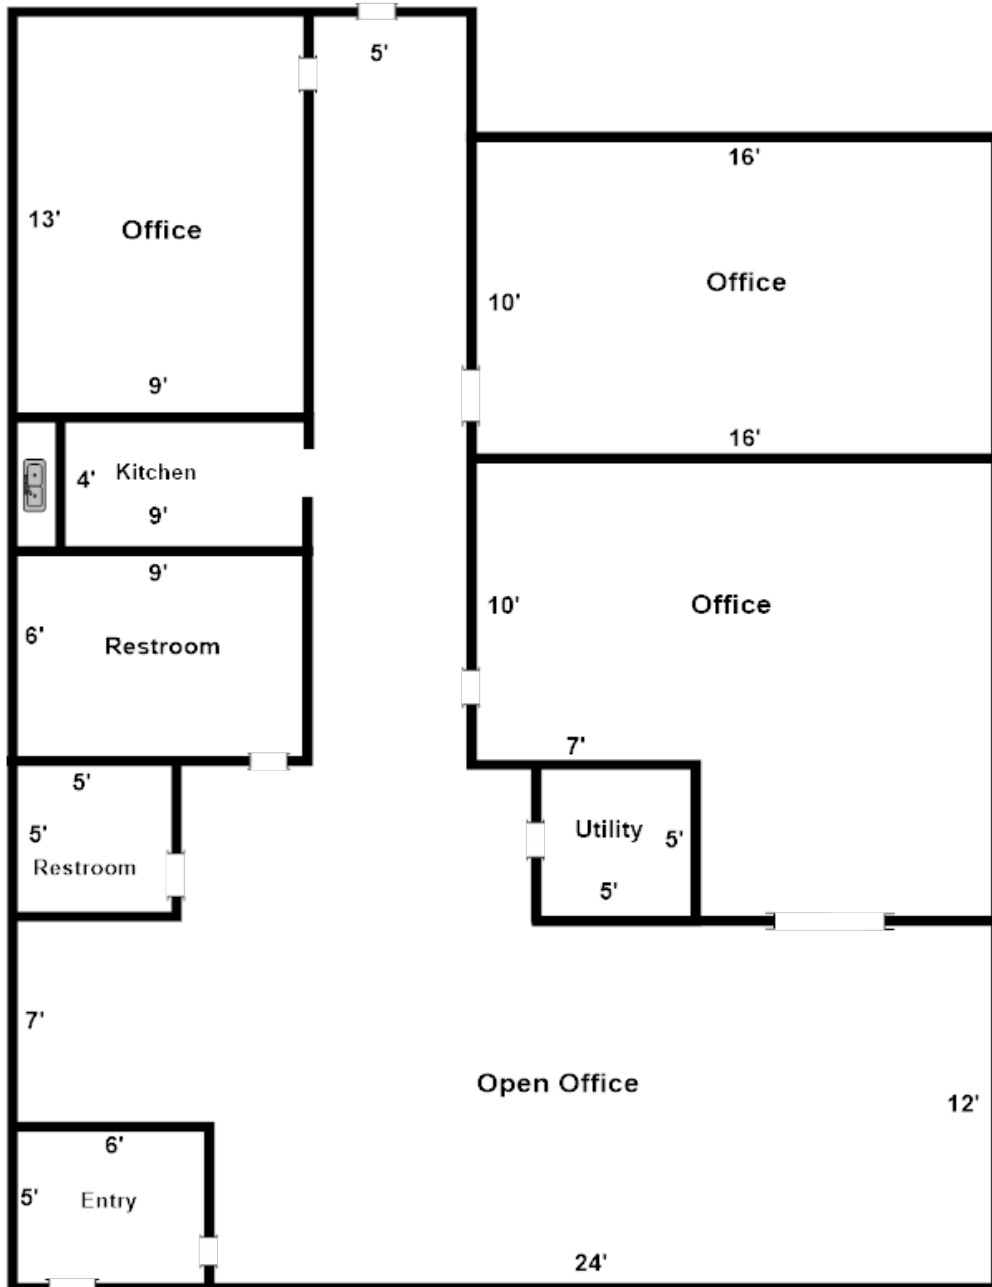 5'
16'
13'
Office
Office
10'
9'
16'
4'
Kitchen
9'
9'
10'
Office
6'
Restroom
7'
5'
5'
Utility
5'
Restroom
5'
7'
Open Office
12'
6'
5'
Entry
24'